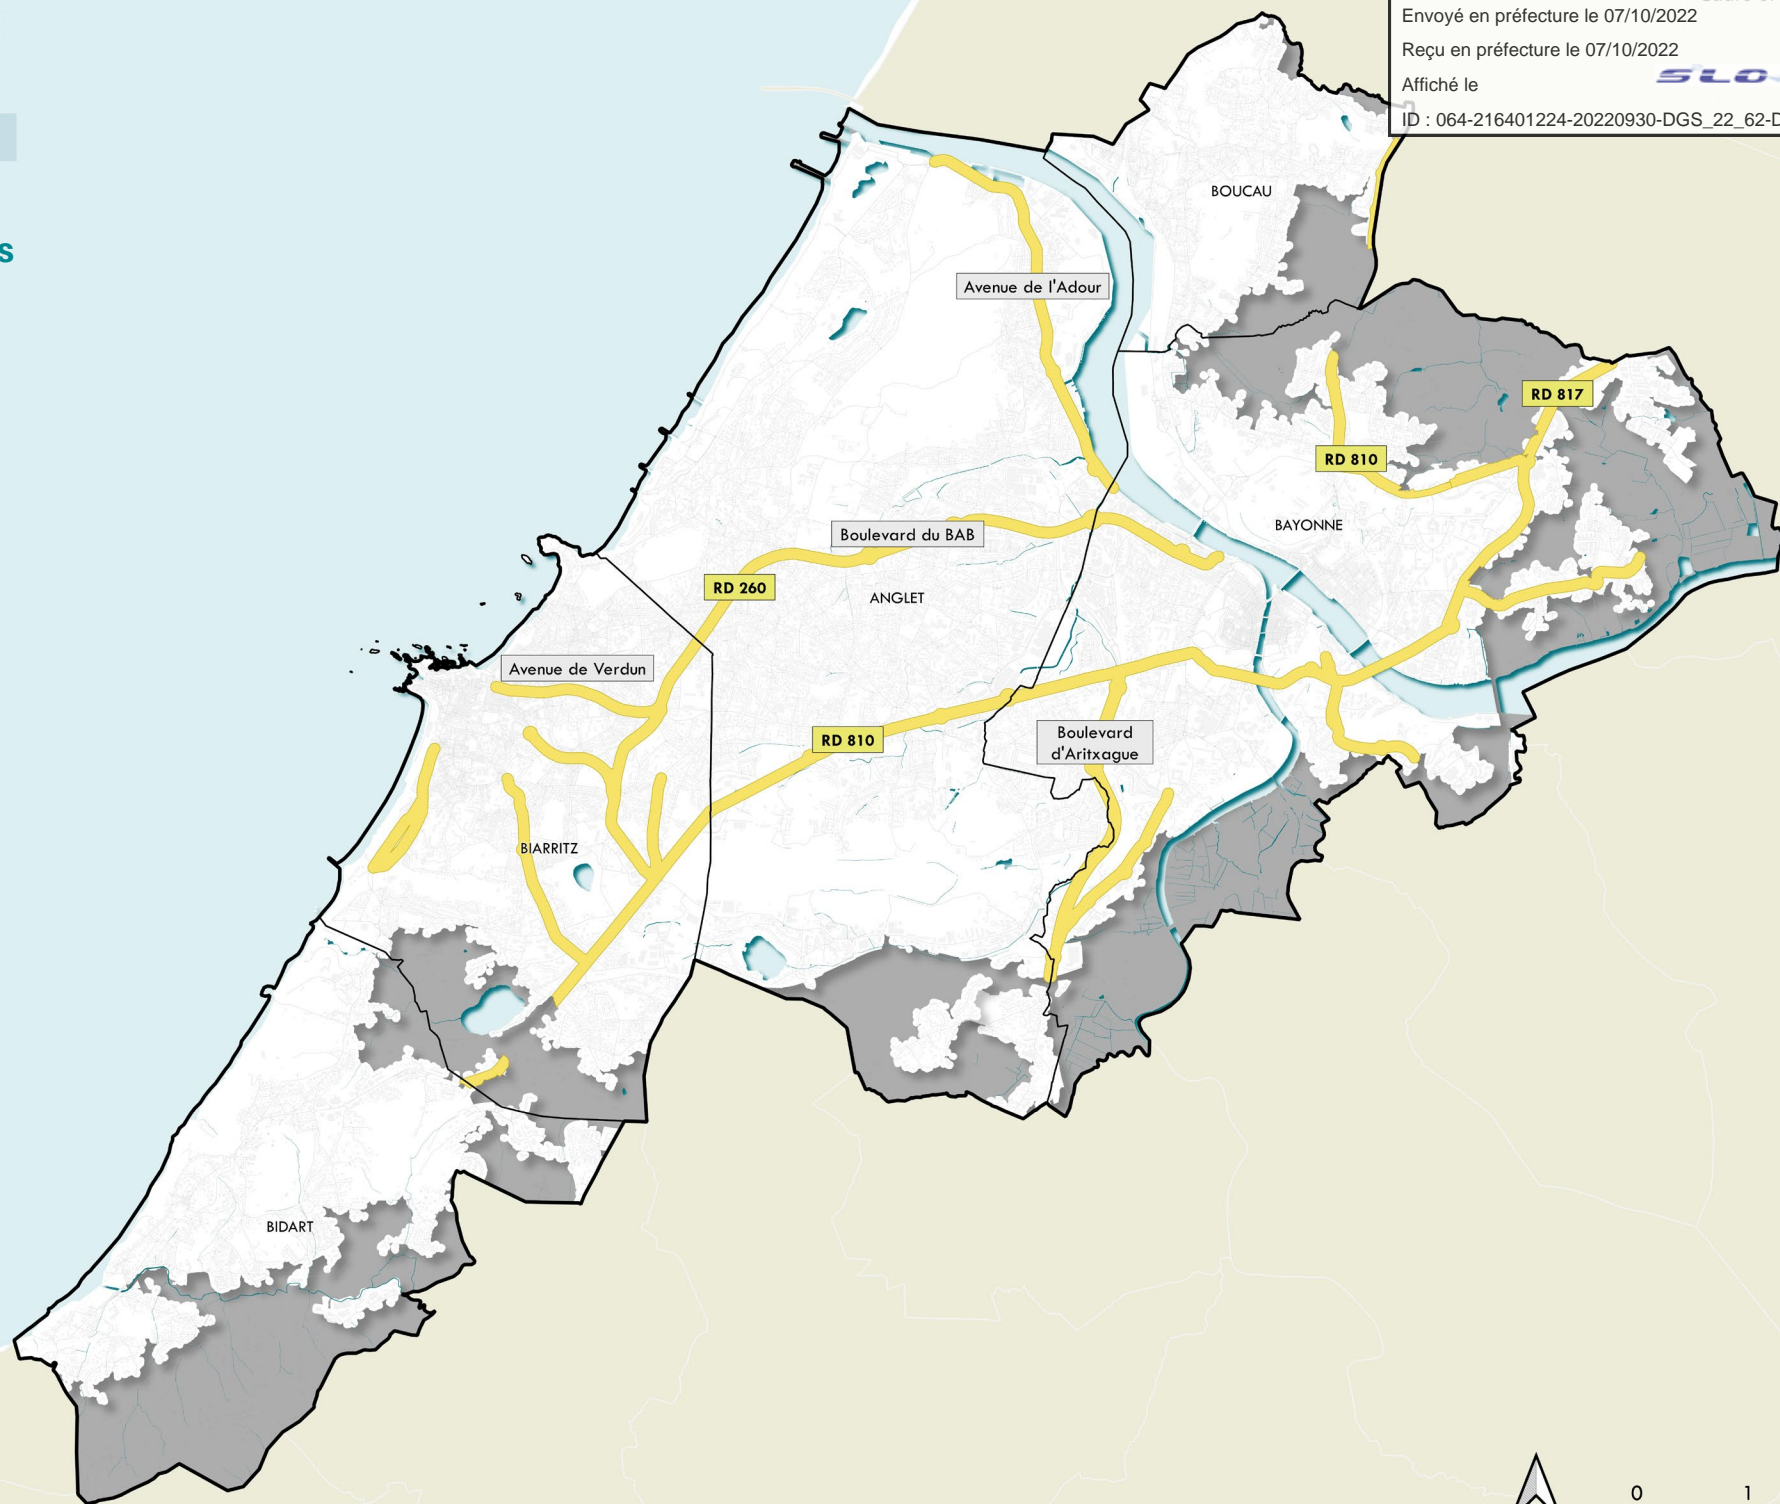 Envoyé en préfecture le 07/10/2022
Reçu en préfecture le 07/10/2022
Affiché le
SLO
ID : 064-216401224-20220930-DGS_22_62-D
s
BOUCAU
Avenue de l'Adour
RD 817
RD 810
BAYONNE
Boulevard du BAB
RD 260
ANGLET
Avenue de Verdun
RD 810
Boulevard
d'Aritxague
BIARRITZ
BIDART
0 1